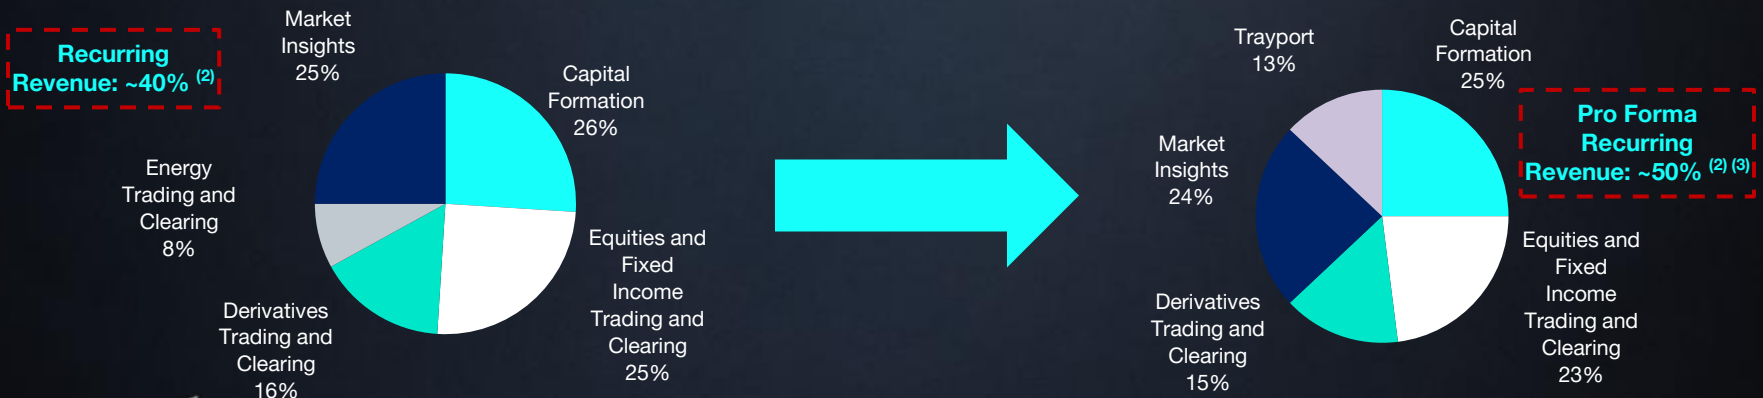 Recurring
Revenue: ~40% (2)
Market
Insights
25%
Capital
Formation
26%
Energy
Trading and
Clearing
8%
Equities and
Fixed
Income
Trading and
Clearing
25%
Derivatives
Trading and
Clearing
16%
Trayport
13%
Capital
Formation
25%
Pro Forma
Recurring
Revenue: ~50% (2) (3)
Market
Insights
24%
Equities and
Fixed
Income
Trading and
Clearing
23%
Derivatives
Trading and
Clearing
15%